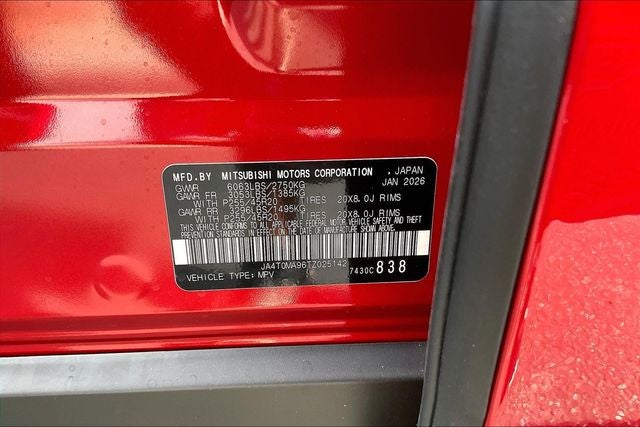 MFD.BY MITSUBISHI MOTORS CORPORATION , JAPAN
GVWR 6063LBS/2750KG JAN 2026
GAWR FR 3053LBS/1385KG
WITH P255/45R20 TIRES 20X8.0J RIMS
GAWR RR 3296LBS/1495KG
WITH P255/45R20 TIRES 20X8.0J RIMS
THIS VEHICLE CONFORMS TO ALL APPLICABLE FEDERAL MOTOR VEHICLE SAFETY AND THEFT
PREVENTION STANDARDS IN EFFECT ON THE DATE OF MANUFACTURE SHOWN ABOVE.
JA4T0MA96TZ025142
VEHICLE TYPE: MPV 7430C 838